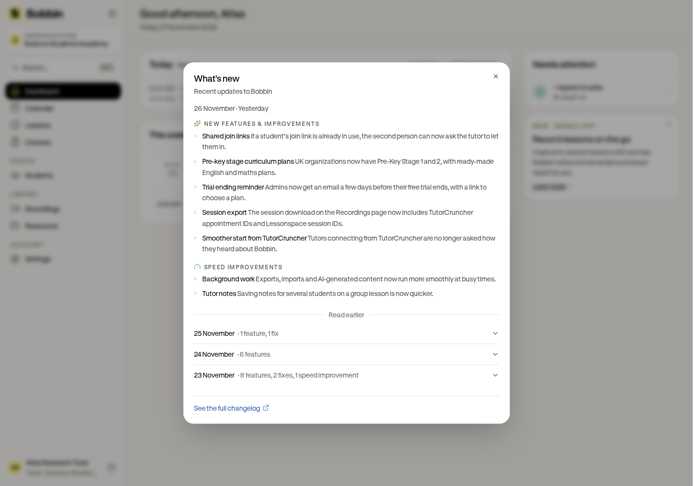 Bobbin
Good afternoon, Atlas
Today
Needs attention
Record lessons on the go
Dashboard
Calendar
Settings
What's new
Recent updates to Bobbin
26 November · Yesterday
NEW FEATURES & IMPROVEMENTS
Shared join links If a student's join link is already in use, the second person can now ask the tutor to let
them in.
Pre-key stage curriculum plans UK organizations now have Pre-Key Stage 1 and 2, with ready-made
English and maths plans.
Trial ending reminder Admins now get an email a few days before their free trial ends, with a link to
choose a plan.
Session export The session download on the Recordings page now includes TutorCruncher
appointment IDs and Lessonspace session IDs.
Smoother start from TutorCruncher Tutors connecting from TutorCruncher are no longer asked how
they heard about Bobbin.
SPEED IMPROVEMENTS
Background work Exports, imports and AI-generated content now run more smoothly at busy times.
Tutor notes Saving notes for several students on a group lesson is now quicker.
Read earlier
25 November · 1 feature, 1 fix
24 November · 6 features
23 November · 8 features, 2 fixes, 1 speed improvement
See the full changelog